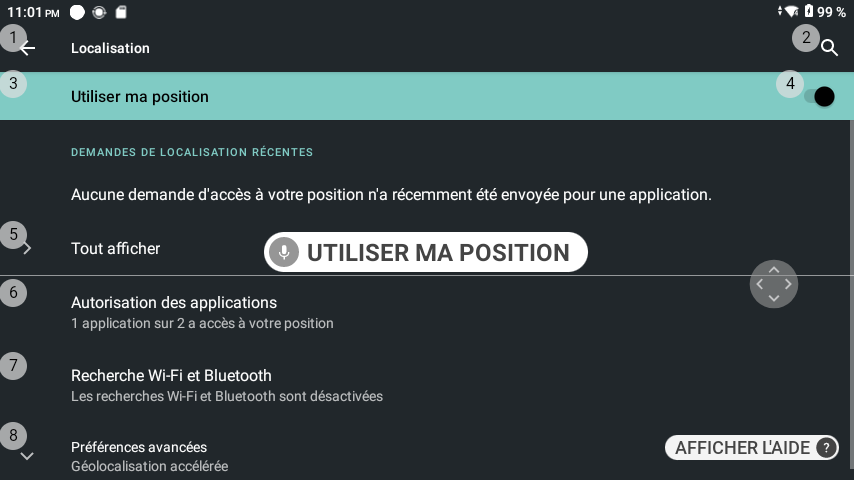 11:01 PM 99 %
1 Localisation 2
3 Utiliser ma position 4
DEMANDES DE LOCALISATION RÉCENTES
Aucune demande d'accès à votre position n'a récemment été envoyée pour une application.
5 Tout afficher
UTILISER MA POSITION
6 Autorisation des applications
1 application sur 2 a accès à votre position
7 Recherche Wi-Fi et Bluetooth
Les recherches Wi-Fi et Bluetooth sont désactivées
8 Préférences avancées
Géolocalisation accélérée
AFFICHER L'AIDE ?